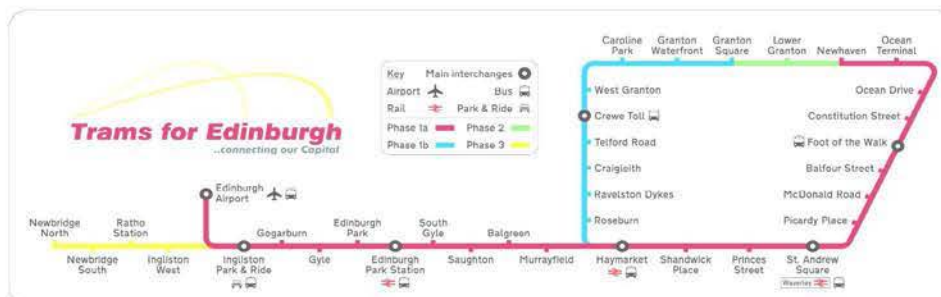 Trams for Edinburgh
..connecting our Capital
Key Main interchanges
Airport Bus
Rail Park & Ride
Phase 1a Phase 2
Phase 1b Phase 3
Caroline Park
Granton Waterfront
Granton Square
Lower Granton
Newhaven
Ocean Terminal
West Granton
Crewe Toll
Telford Road
Craigleith
Ravelston Dykes
Roseburn
Ocean Drive
Constitution Street
Foot of the Walk
Balfour Street
McDonald Road
Picardy Place
Edinburgh Airport
Newbridge North
Ratho Station
Gogarburn
Edinburgh Park
South Gyle
Balgreen
Newbridge South
Ingliston West
Ingliston Park & Ride
Gyle
Edinburgh Park Station
Saughton
Murrayfield
Haymarket
Shandwick Place
Princes Street
St. Andrew Square
Waverley